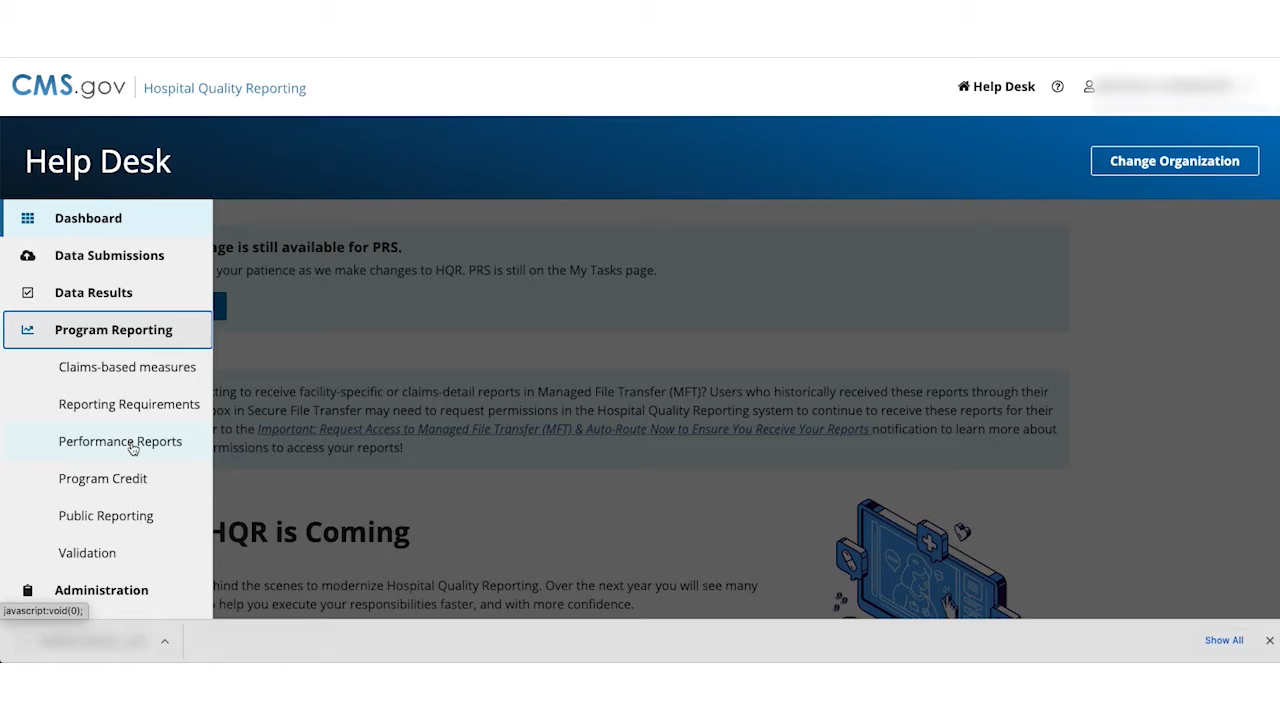 CMS.gov
Hospital Quality Reporting
Help Desk
Help Desk
Change Organization
Dashboard
Data Submissions
Data Results
Program Reporting
Claims-based measures
Reporting Requirements
Performance Reports
Program Credit
Public Reporting
Validation
Administration
javascript:void(0);
age is still available for PRS.
your patience as we make changes to HQR. PRS is still on the My Tasks page.
ting to receive facility-specific or claims-detail reports in Managed File Transfer (MFT)? Users who historically received these reports through their
box in Secure File Transfer may need to request permissions in the Hospital Quality Reporting system to continue to receive these reports for their
r to the Important: Request Access to Managed File Transfer (MFT) & Auto-Route Now to Ensure You Receive Your Reports notification to learn more about
rmissions to access your reports!
HQR is Coming
hind the scenes to modernize Hospital Quality Reporting. Over the next year you will see many
help you execute your responsibilities faster, and with more confidence.
Show All